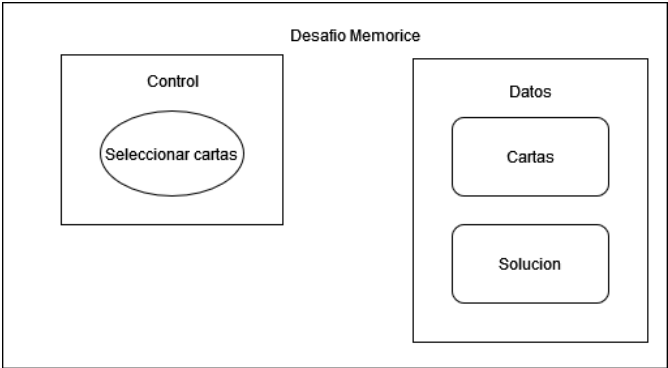 Desafio Memorice
Control
Seleccionar cartas
Datos
Cartas
Solucion